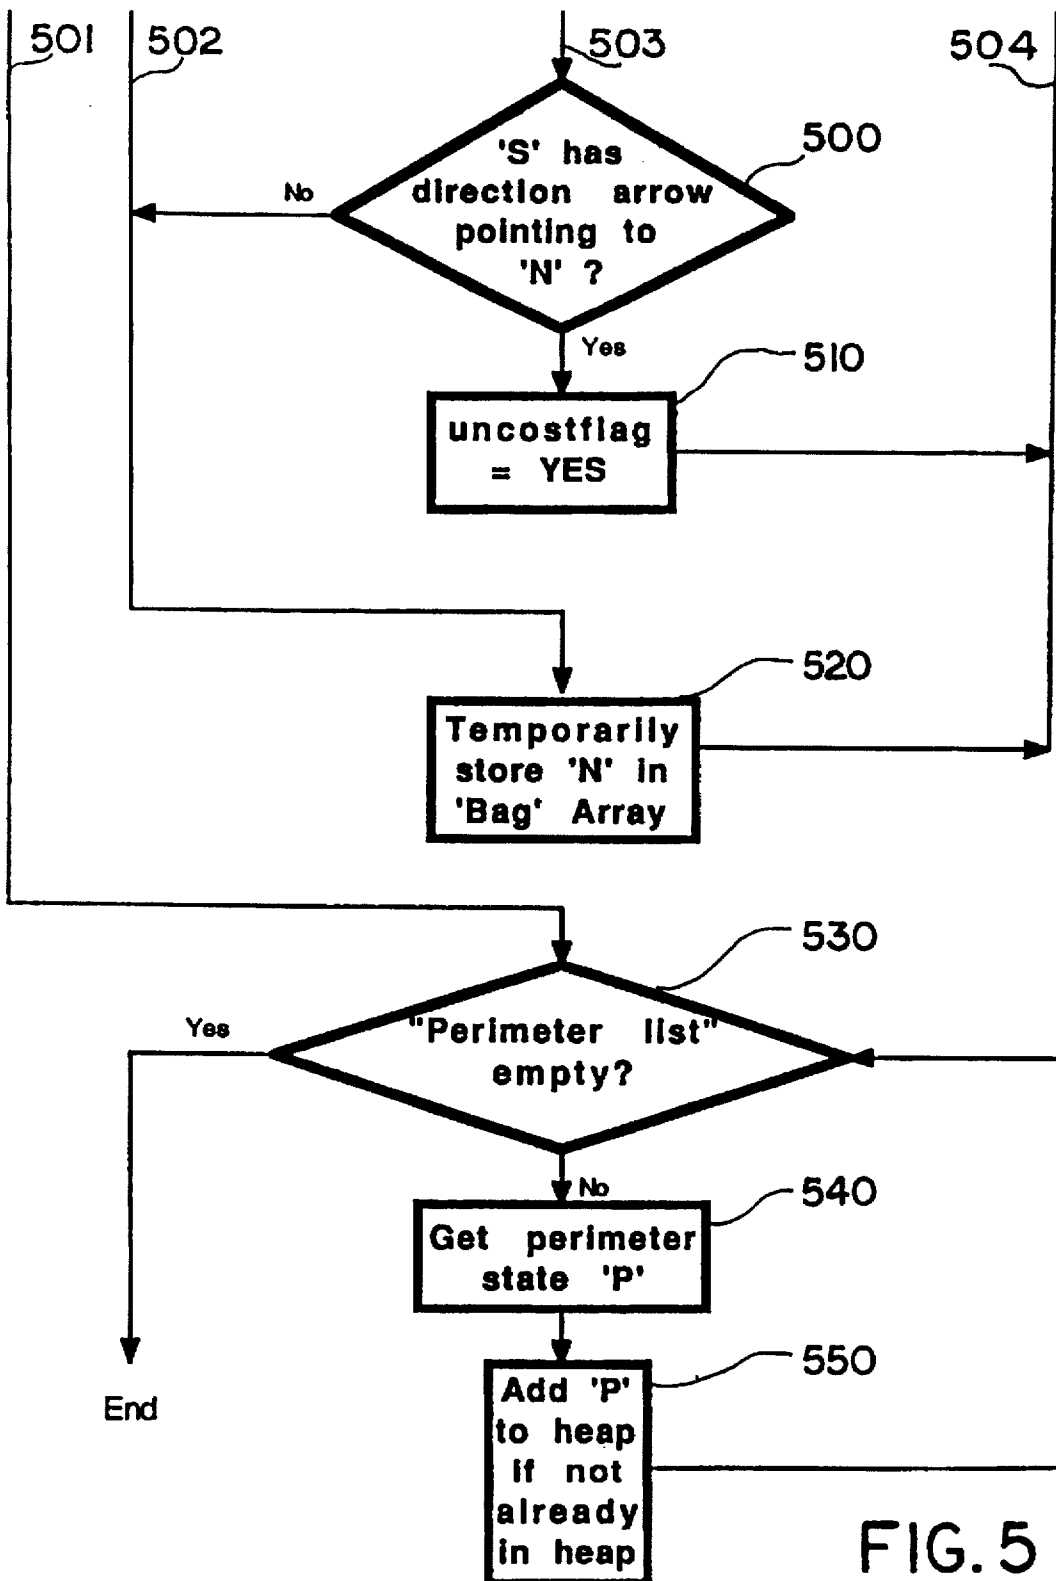 501
502
503
504
500
'S' has
direction arrow
pointing to
'N' ?
No
Yes
510
uncostflag
= YES
520
Temporarily
store 'N' in
'Bag' Array
530
Yes
"Perimeter list"
empty?
No
540
Get perimeter
state 'P'
550
End
Add 'P'
to heap
if not
already
in heap
FIG. 5